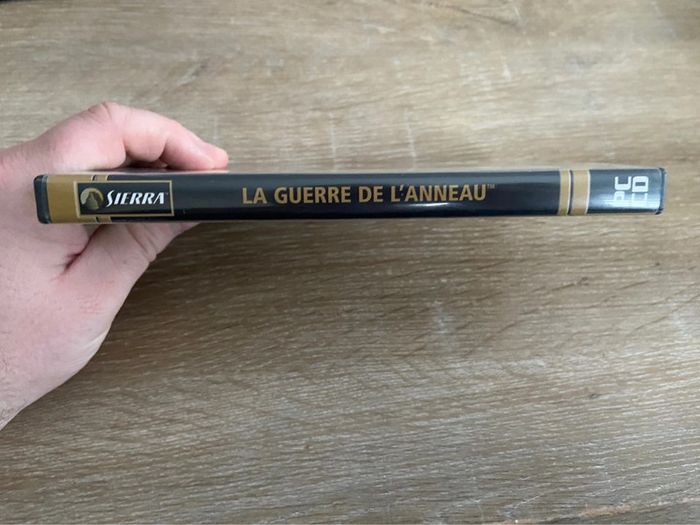 SIERRA
LA GUERRE DE L'ANNEAU™
PC
CD